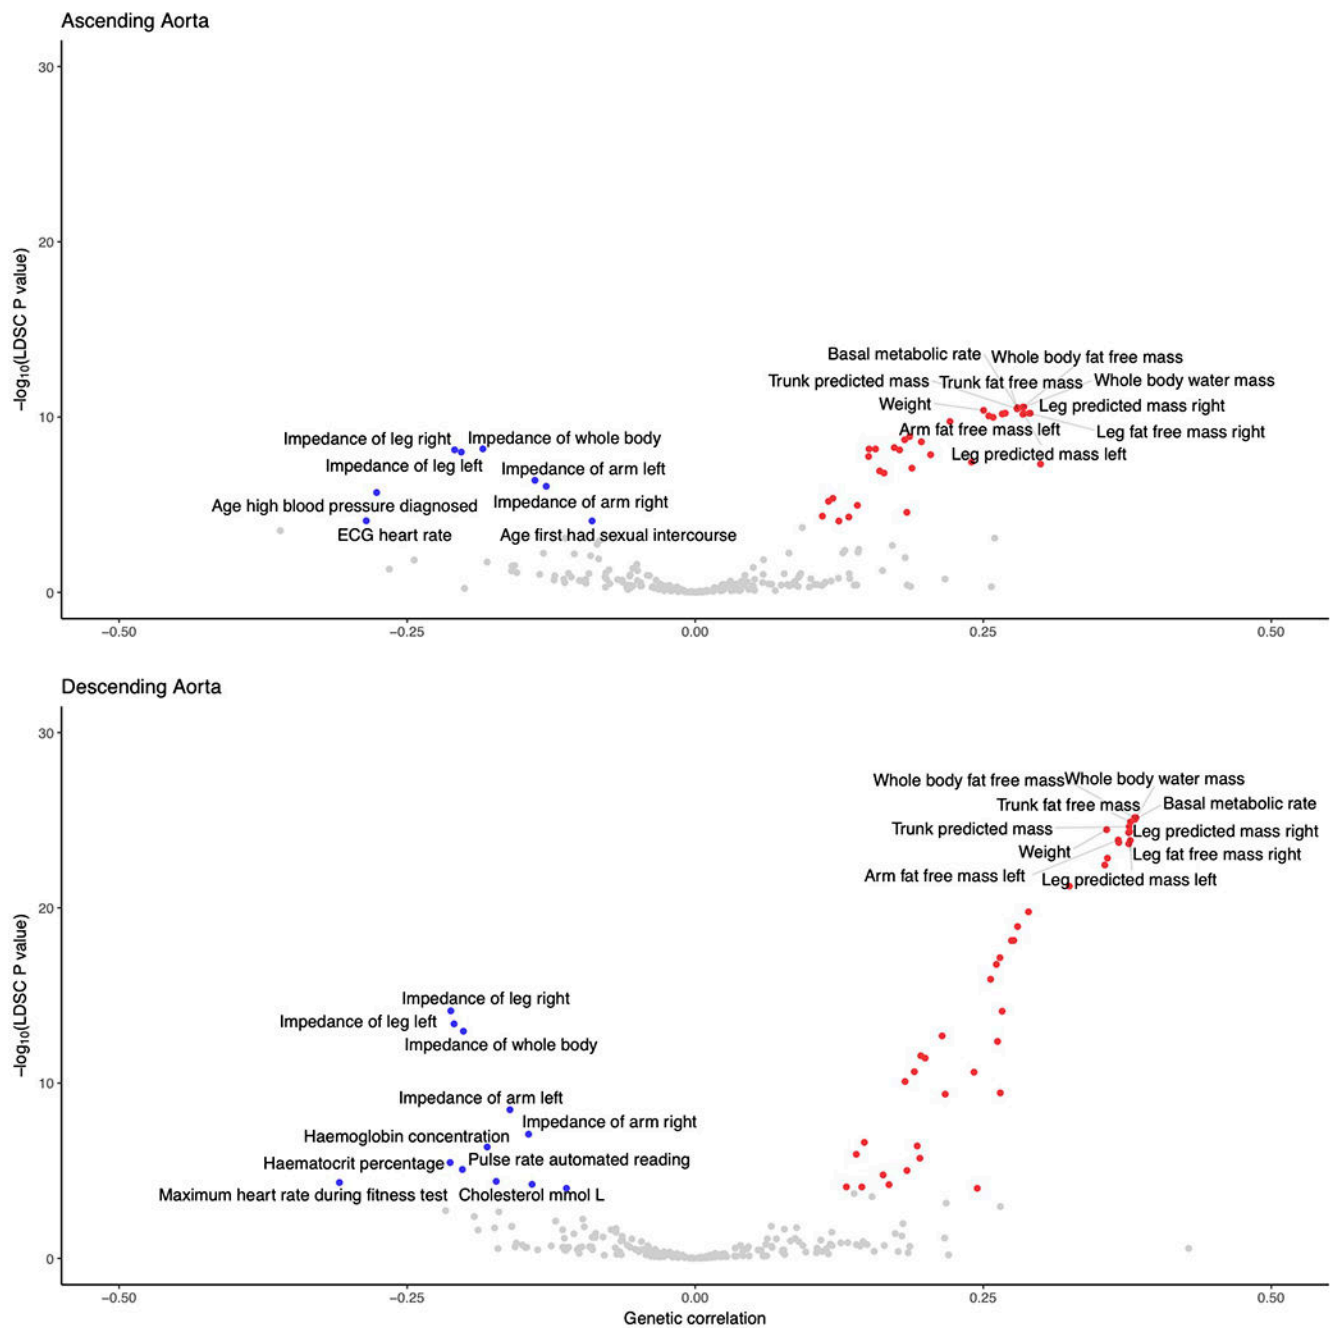 Ascending Aorta
30
20
10
0
−log10(LDSC P value)
Basal metabolic rate
Whole body fat free mass
Trunk predicted mass
Trunk fat free mass
Whole body water mass
Weight
Leg predicted mass right
Arm fat free mass left
Leg fat free mass right
Leg predicted mass left
Impedance of leg right
Impedance of whole body
Impedance of leg left
Impedance of arm left
Age high blood pressure diagnosed
Impedance of arm right
ECG heart rate
Age first had sexual intercourse
−0.50
−0.25
0.00
0.25
0.50
Descending Aorta
30
20
10
0
−log10(LDSC P value)
Whole body fat free mass
Whole body water mass
Trunk fat free mass
Basal metabolic rate
Trunk predicted mass
Leg predicted mass right
Weight
Leg fat free mass right
Arm fat free mass left
Leg predicted mass left
Impedance of leg right
Impedance of leg left
Impedance of whole body
Impedance of arm left
Impedance of arm right
Haemoglobin concentration
Haematocrit percentage
Pulse rate automated reading
Maximum heart rate during fitness test
Cholesterol mmol L
−0.50
−0.25
0.00
0.25
0.50
Genetic correlation